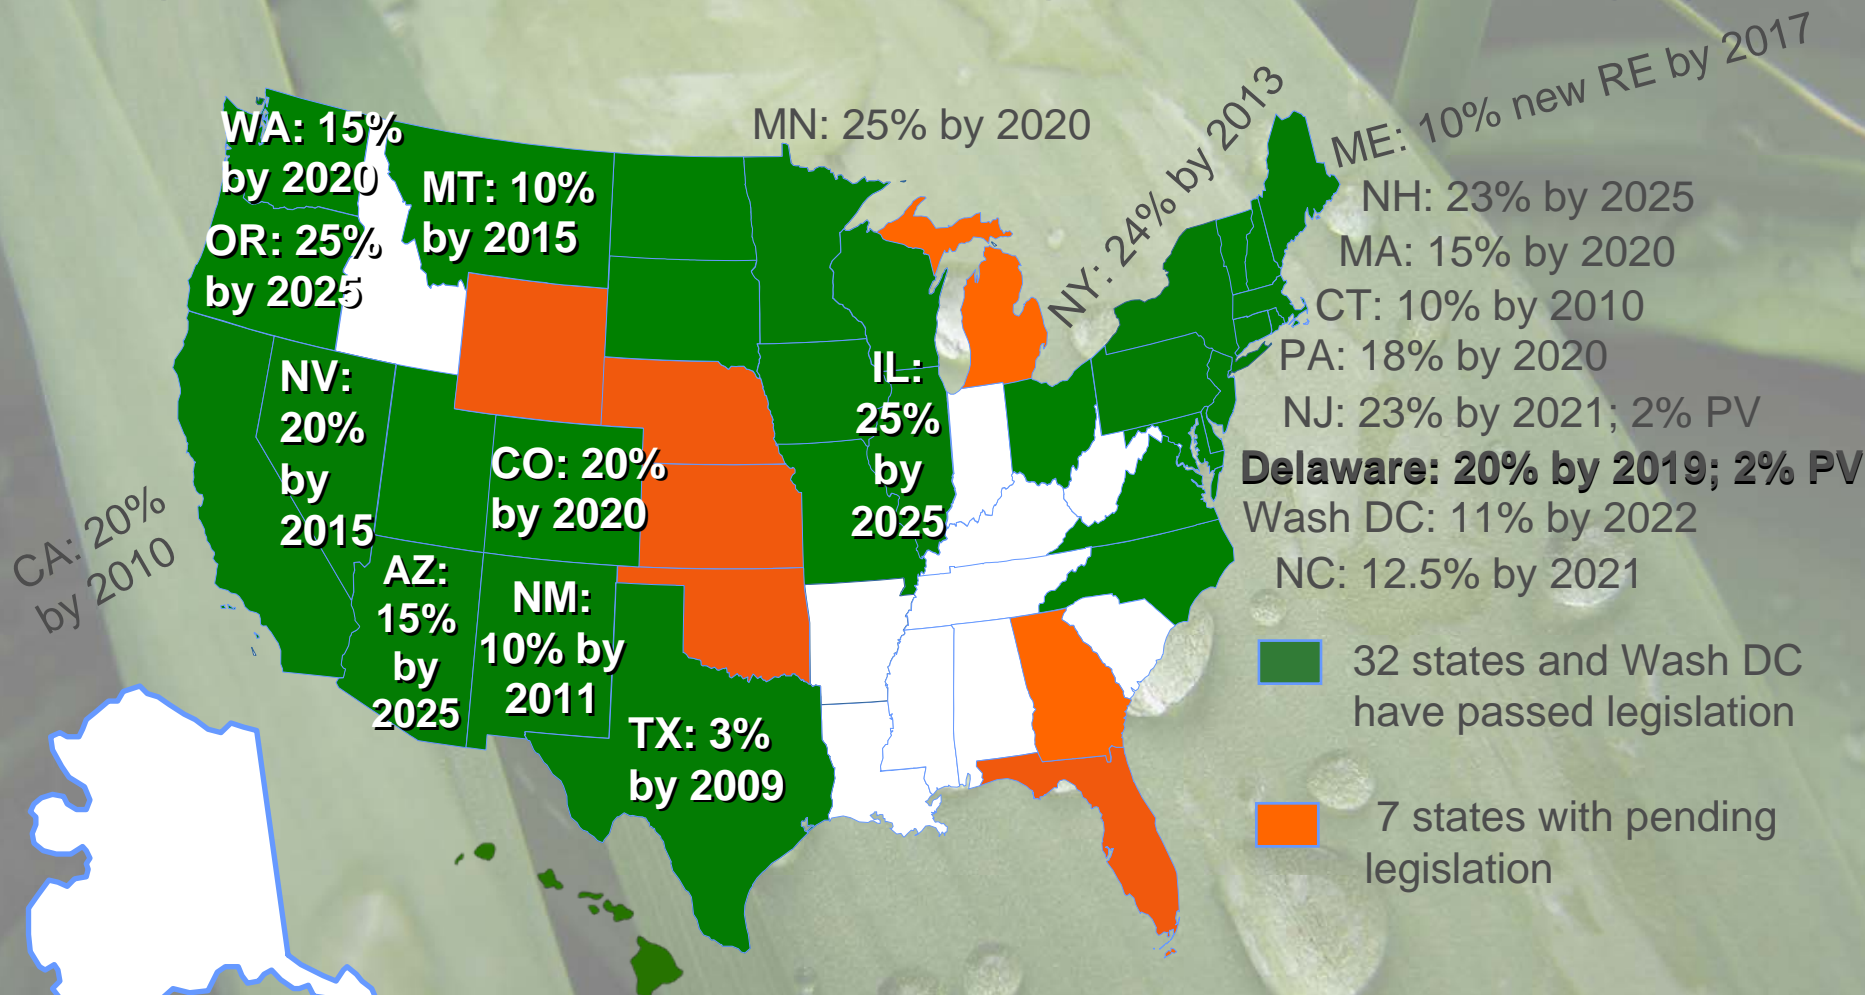 WA: 15%
by 2020
OR: 25%
by 2025
MT: 10%
by 2015
MN: 25% by 2020
NY: 24% by 2013
ME: 10% new RE by 2017
NH: 23% by 2025
MA: 15% by 2020
CT: 10% by 2010
PA: 18% by 2020
NJ: 23% by 2021; 2% PV
Delaware: 20% by 2019; 2% PV
Wash DC: 11% by 2022
NC: 12.5% by 2021
CA: 20%
by 2010
NV:
20%
by
2015
CO: 20%
by 2020
IL:
25%
by
2025
AZ:
15%
by
2025
NM:
10% by
2011
TX: 3%
by 2009
32 states and Wash DC
have passed legislation
7 states with pending
legislation